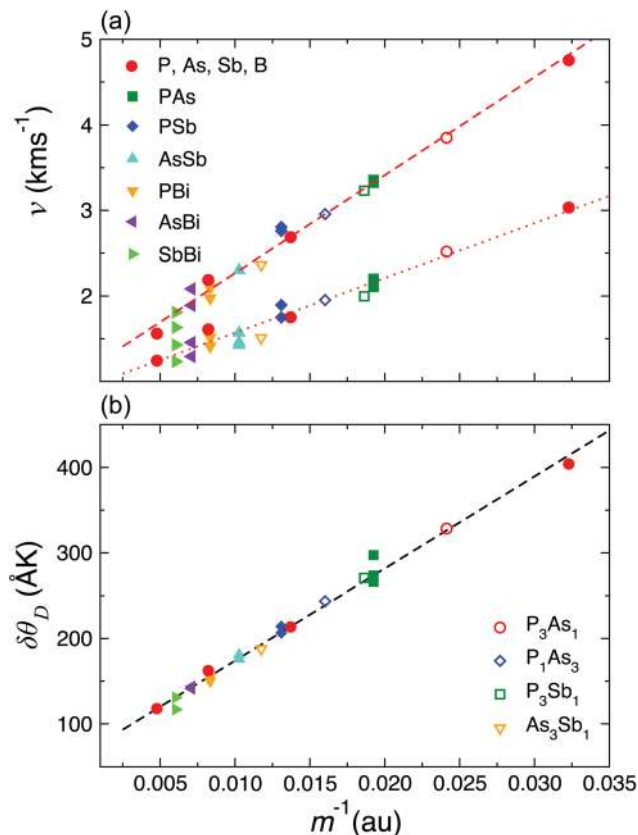 (a)
5
4
3
2
ν (kms⁻¹)
P, As, Sb, B
PAs
PSb
AsSb
PBi
AsBi
SbBi
(b)
400
300
200
100
δθ_D (ÅK)
P₃As₁
P₁As₃
P₃Sb₁
As₃Sb₁
0.005 0.010 0.015 0.020 0.025 0.030 0.035
m⁻¹(au)